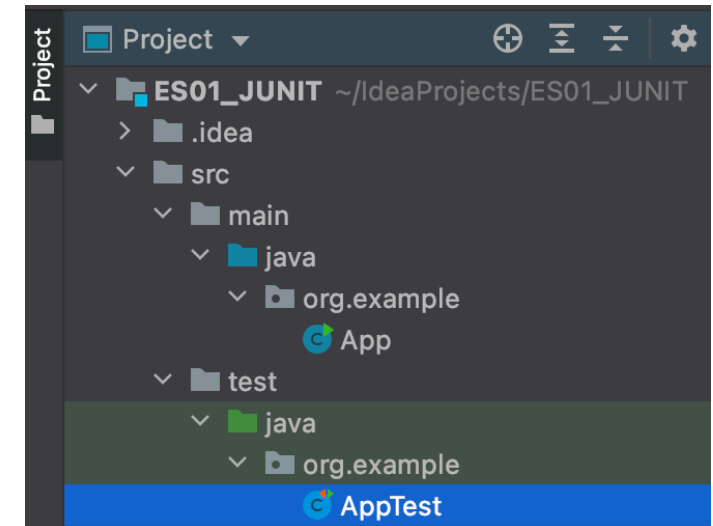 Project
Project
ES01_JUNIT ~/IdeaProjects/ES01_JUNIT
.idea
src
main
java
org.example
App
test
java
org.example
AppTest